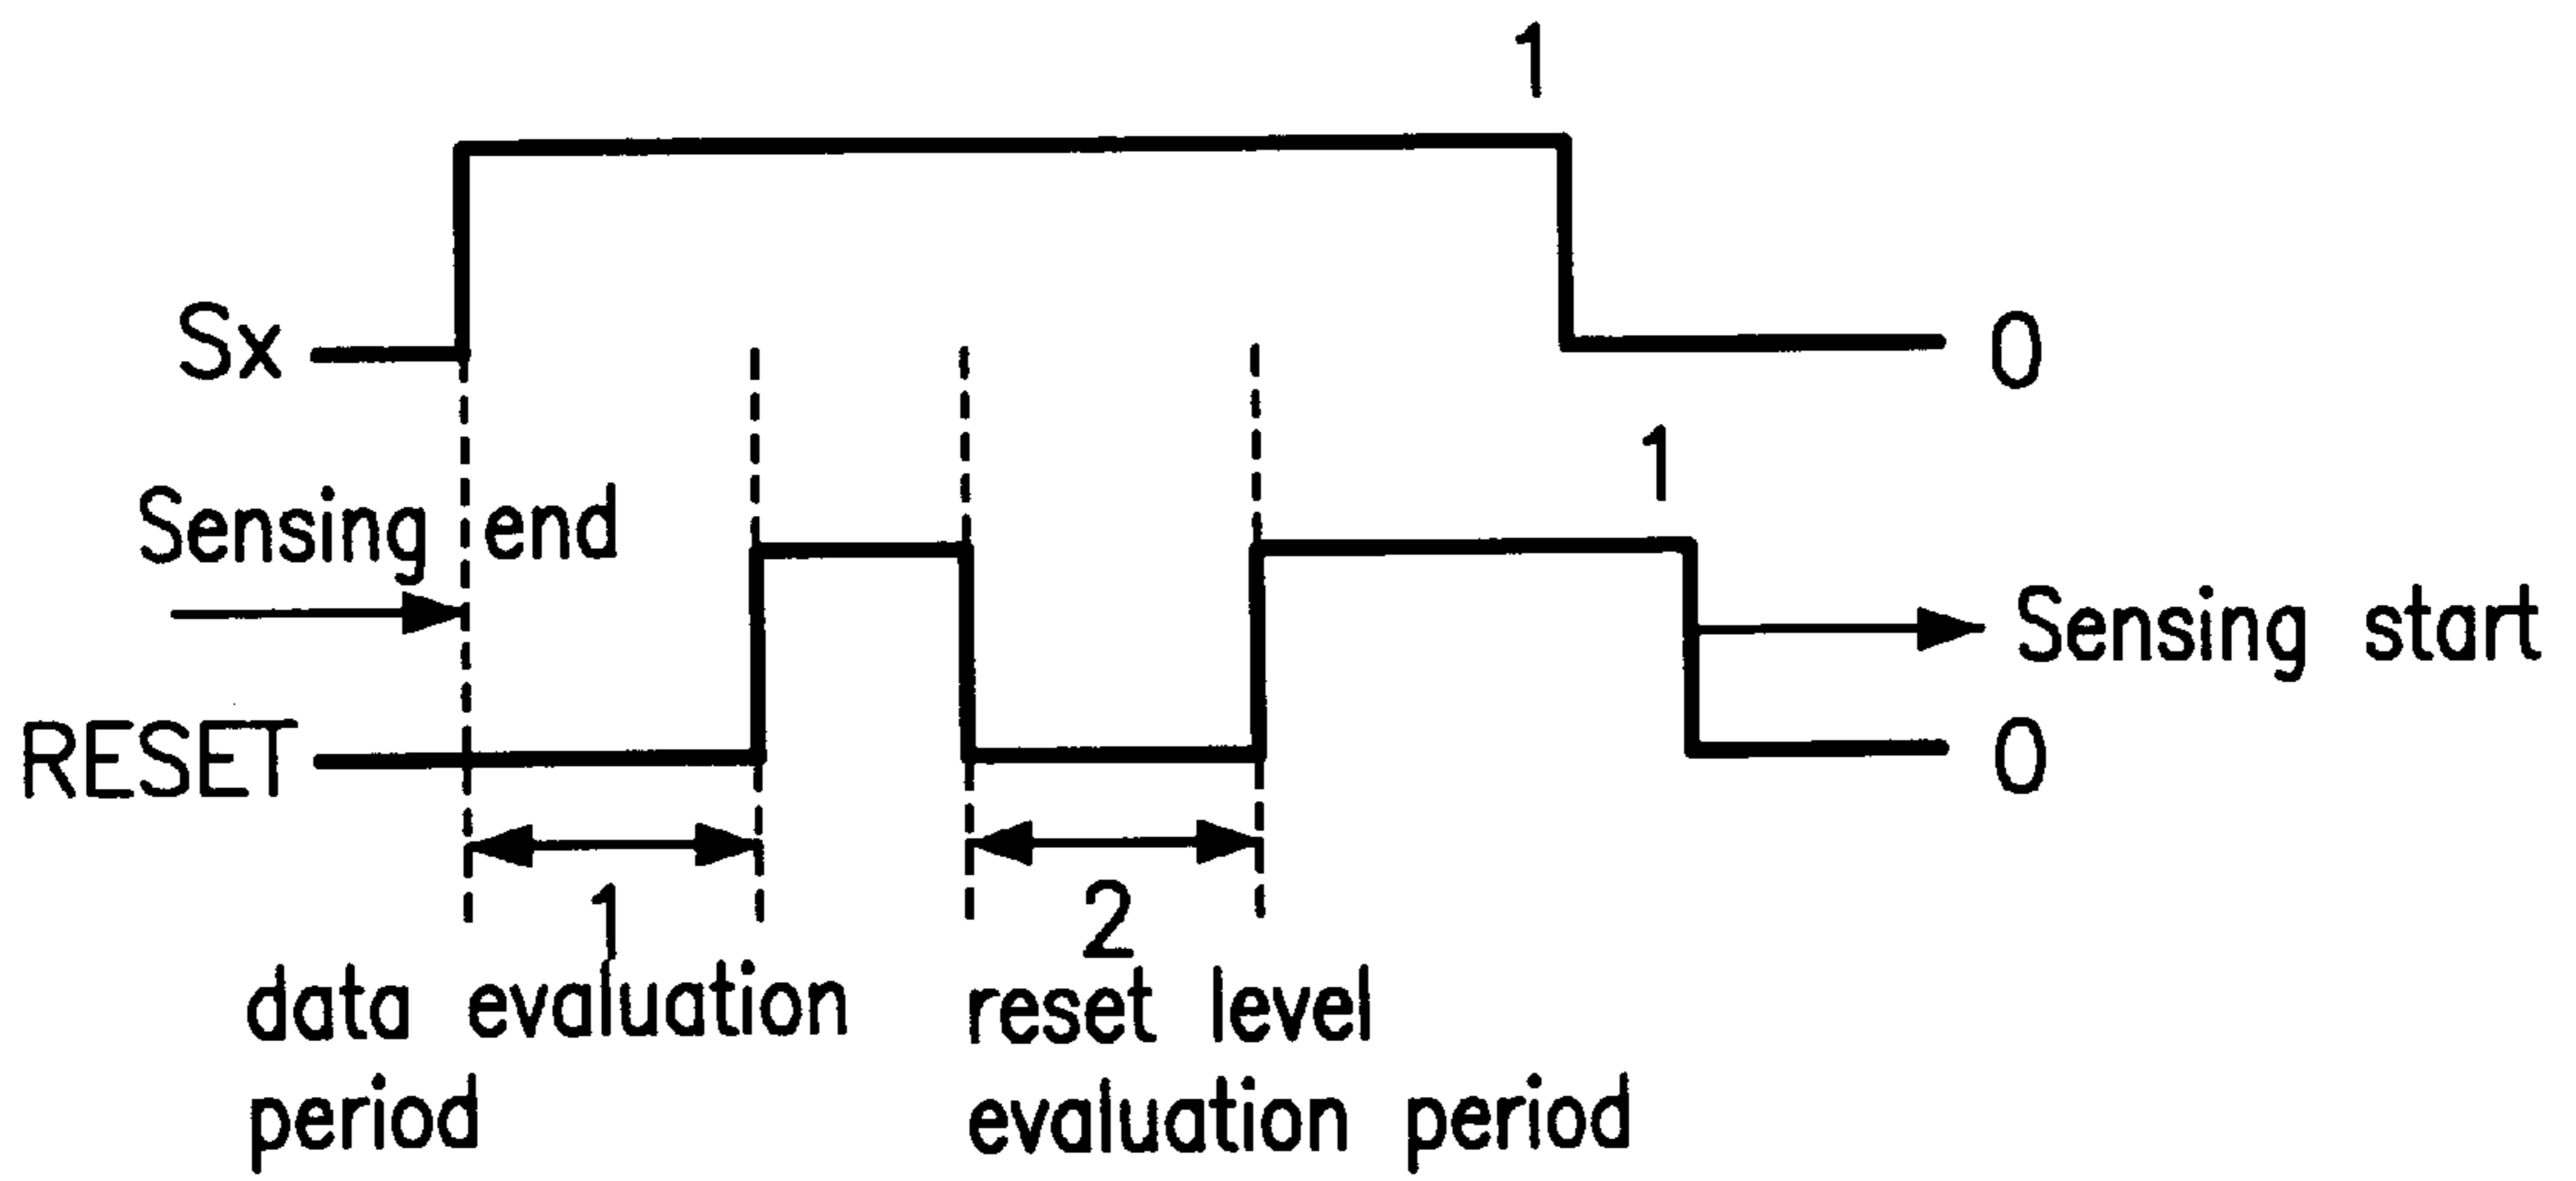 1
Sx
0
1
Sensing end
Sensing start
RESET
0
1
2
data evaluation
period
reset level
evaluation period